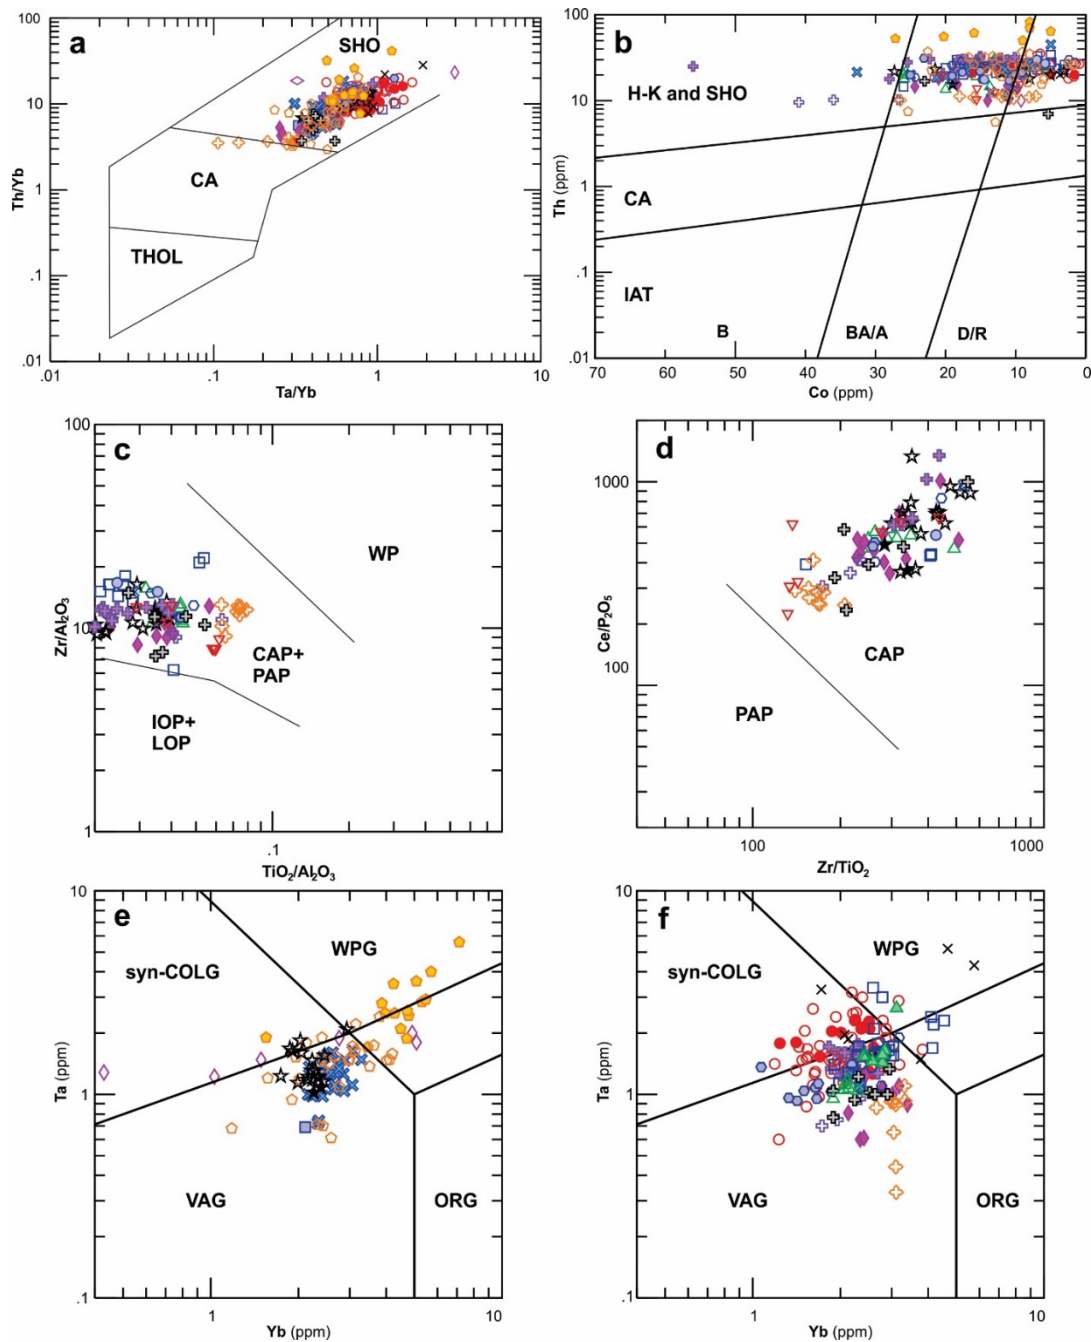 a
SHO
CA
THOL
Th/Yb
100
10
1
.1
.01
.01
.1
1
10
Ta/Yb
b
H-K and SHO
CA
IAT
B
BA/A
D/R
Th (ppm)
100
10
1
.1
.01
70
60
50
40
30
20
10
0
Co (ppm)
c
WP
CAP+
PAP
IOP+
LOP
Zr/Al2O3
100
10
1
.1
TiO2/Al2O3
d
CAP
PAP
Ce/P2O5
1000
100
100
1000
Zr/TiO2
e
WPG
syn-COLG
VAG
ORG
Ta (ppm)
10
1
.1
1
10
Yb (ppm)
f
WPG
syn-COLG
VAG
ORG
Ta (ppm)
10
1
.1
1
10
Yb (ppm)